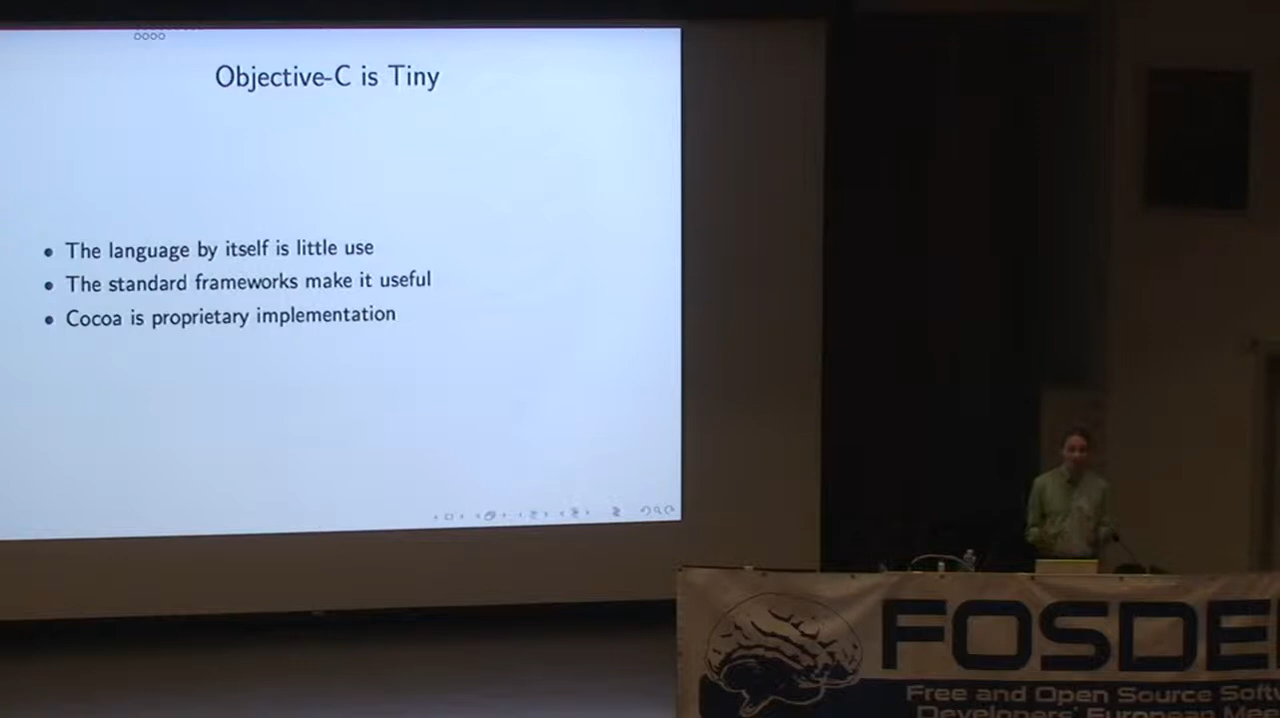 Objective-C is Tiny
The language by itself is little use
The standard frameworks make it useful
Cocoa is proprietary implementation
FOSDE
Free and Open Source Soft
Developers' European Mee